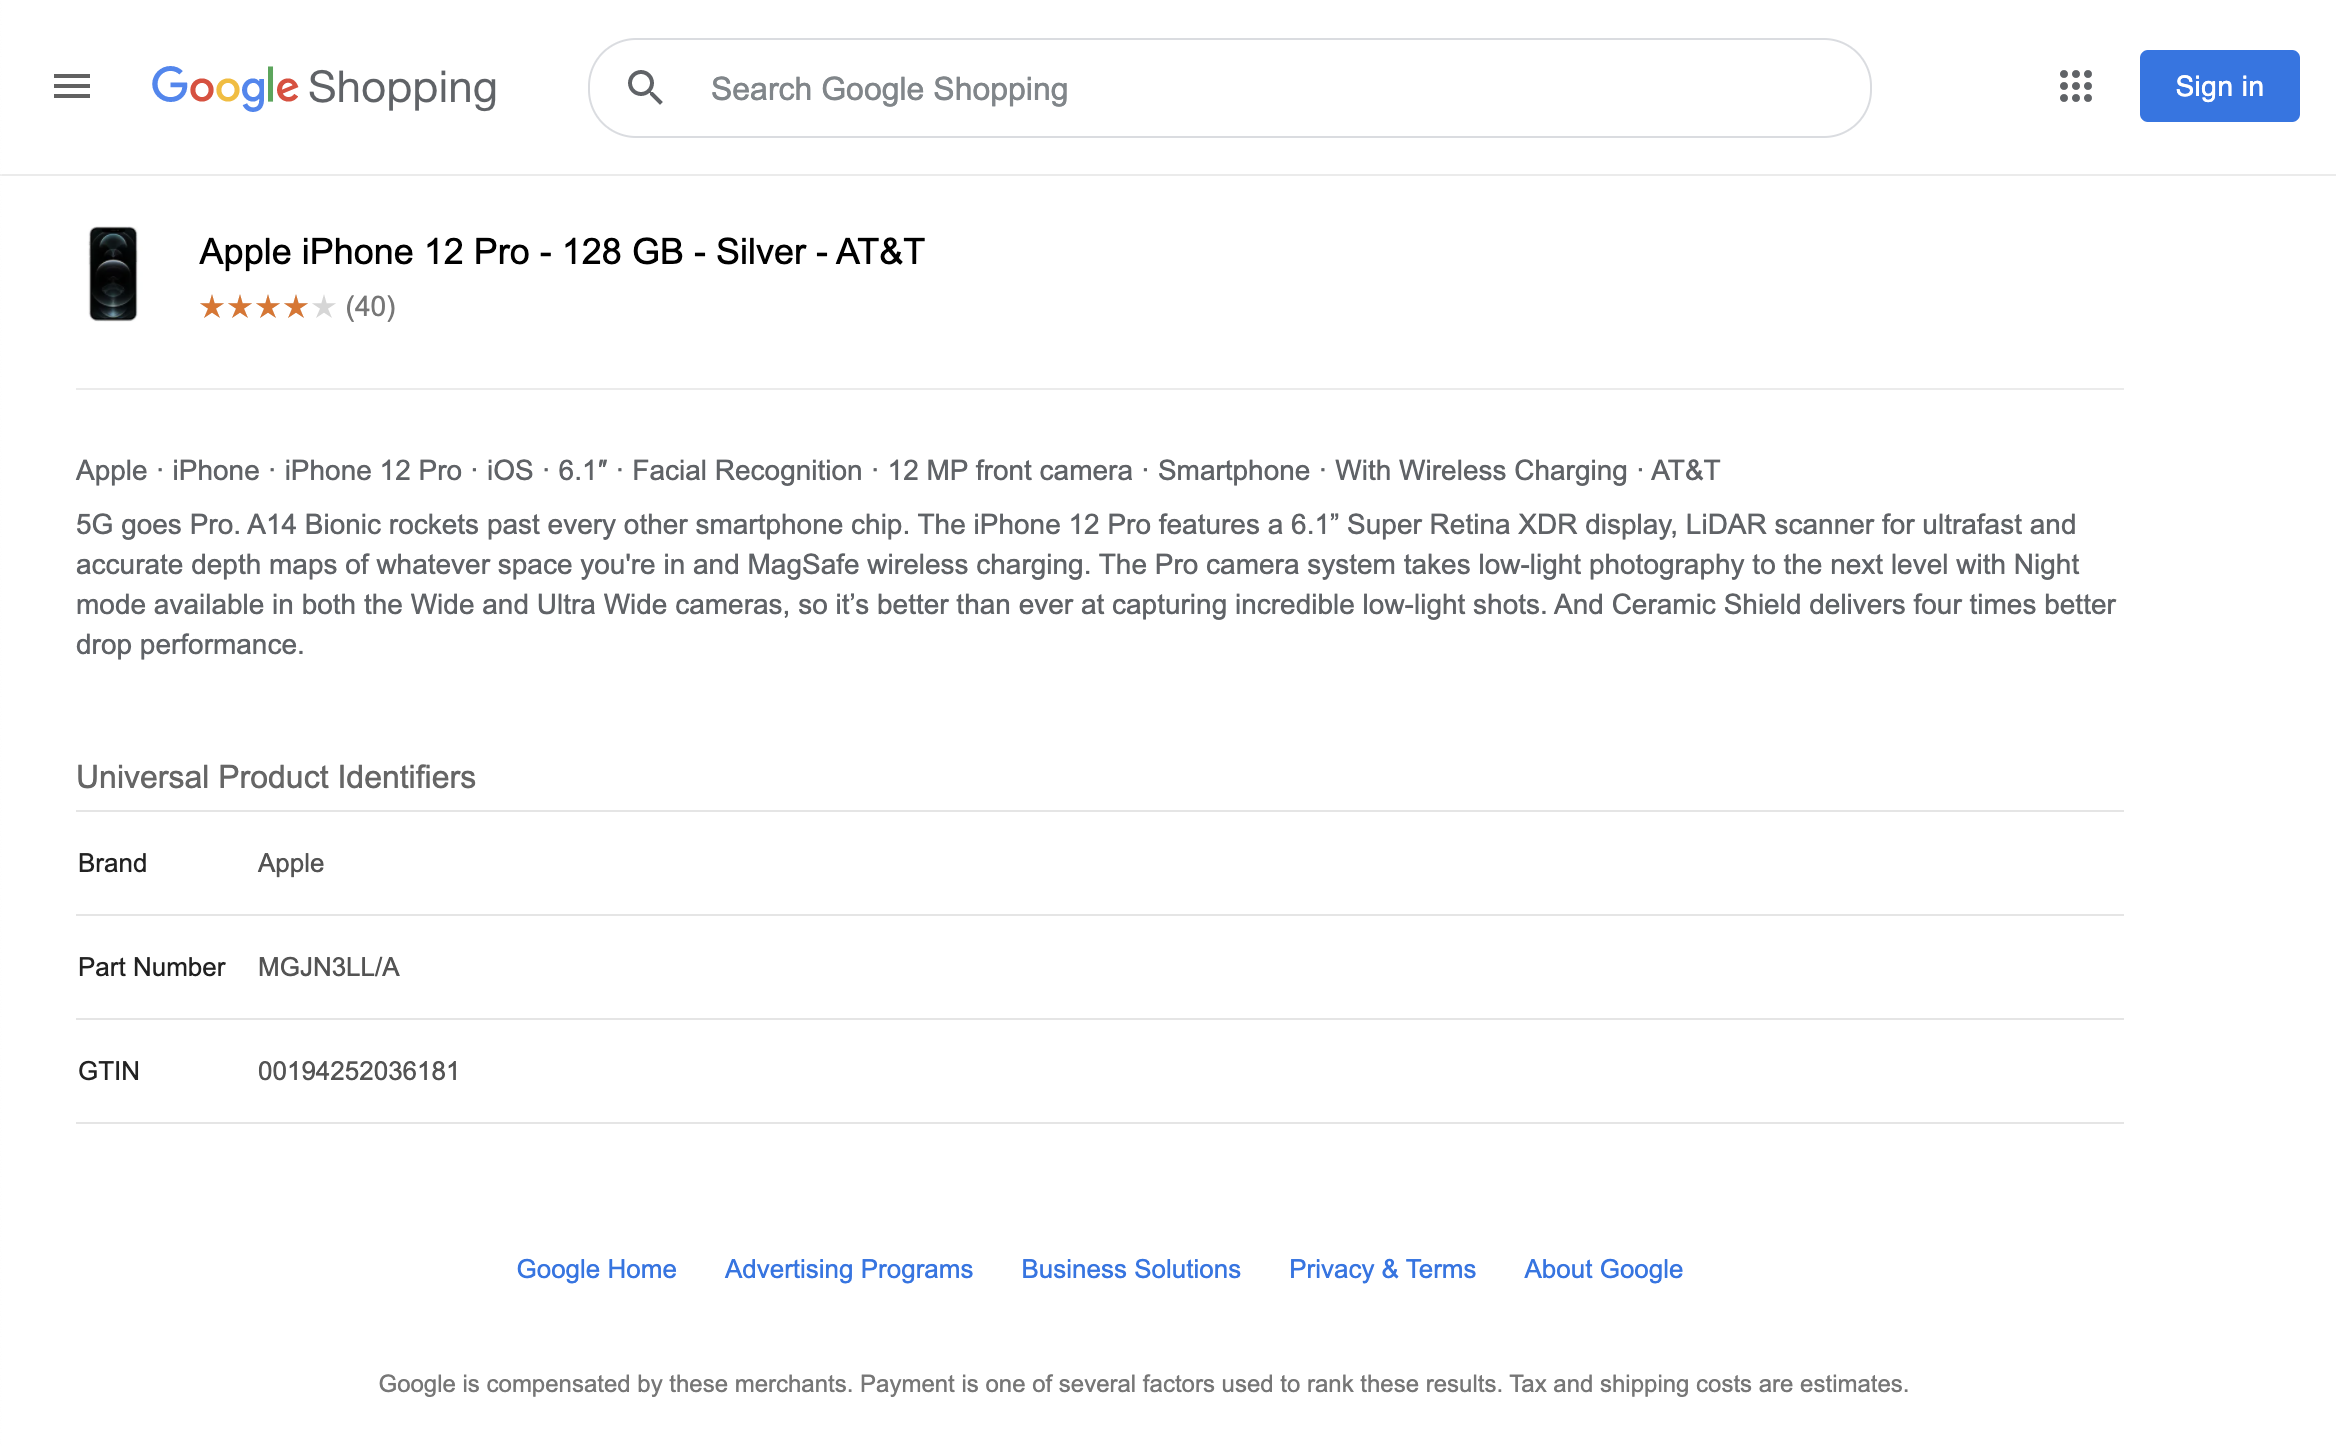 Google Shopping
Search Google Shopping
Sign in
Apple iPhone 12 Pro - 128 GB - Silver - AT&T
(40)
Apple · iPhone · iPhone 12 Pro · iOS · 6.1″ · Facial Recognition · 12 MP front camera · Smartphone · With Wireless Charging · AT&T
5G goes Pro. A14 Bionic rockets past every other smartphone chip. The iPhone 12 Pro features a 6.1” Super Retina XDR display, LiDAR scanner for ultrafast and
accurate depth maps of whatever space you're in and MagSafe wireless charging. The Pro camera system takes low-light photography to the next level with Night
mode available in both the Wide and Ultra Wide cameras, so it’s better than ever at capturing incredible low-light shots. And Ceramic Shield delivers four times better
drop performance.
Universal Product Identifiers
Brand Apple
Part Number MGJN3LL/A
GTIN 00194252036181
Google Home Advertising Programs Business Solutions Privacy & Terms About Google
Google is compensated by these merchants. Payment is one of several factors used to rank these results. Tax and shipping costs are estimates.